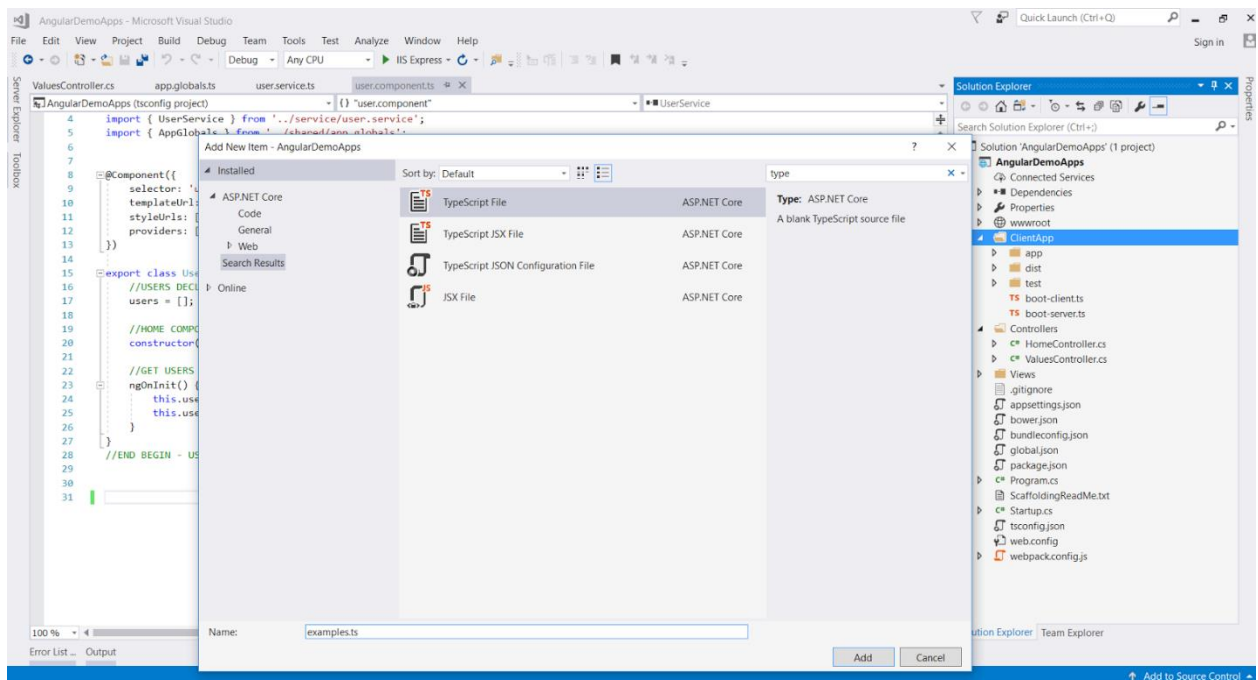 AngularDemoApps - Microsoft Visual Studio
Quick Launch (Ctrl+Q)
File Edit View Project Build Debug Team Tools Test Analyze Window Help
Sign in
Debug Any CPU IIS Express
Server Explorer
Toolbox
ValuesController.cs app.globals.ts user.service.ts user.component.ts
AngularDemoApps (tsconfig project) {} "user.component" UserService
4 import { UserService } from '../service/user.service';
5 import { AppGlobals } from '../shared/app.globals';
6
7
8 @Component({
9 selector: 'u
10 templateUrl:
11 styleUrls: [
12 providers: [
13 })
14
15 export class Use
16 //USERS DECL
17 users = [];
18
19 //HOME COMPO
20 constructor(
21
22 //GET USERS
23 ngOnInit() {
24 this.use
25 this.use
26 }
27 }
28 //END BEGIN - US
29
30
31
100 %
Error List ... Output
Add New Item - AngularDemoApps
? ×
Installed
ASP.NET Core
Code
General
Web
Search Results
Online
Sort by: Default
type
TypeScript File ASP.NET Core
TypeScript JSX File ASP.NET Core
TypeScript JSON Configuration File ASP.NET Core
JSX File ASP.NET Core
Type: ASP.NET Core
A blank TypeScript source file
Name: examples.ts
Add Cancel
Solution Explorer
Search Solution Explorer (Ctrl+;)
Solution 'AngularDemoApps' (1 project)
AngularDemoApps
Connected Services
Dependencies
Properties
wwwroot
ClientApp
app
dist
test
TS boot-client.ts
TS boot-server.ts
Controllers
C# HomeController.cs
C# ValuesController.cs
Views
.gitignore
appsettings.json
bower.json
bundleconfig.json
global.json
package.json
C# Program.cs
ScaffoldingReadMe.txt
C# Startup.cs
tsconfig.json
web.config
webpack.config.js
ution Explorer Team Explorer
Properties
Add to Source Control